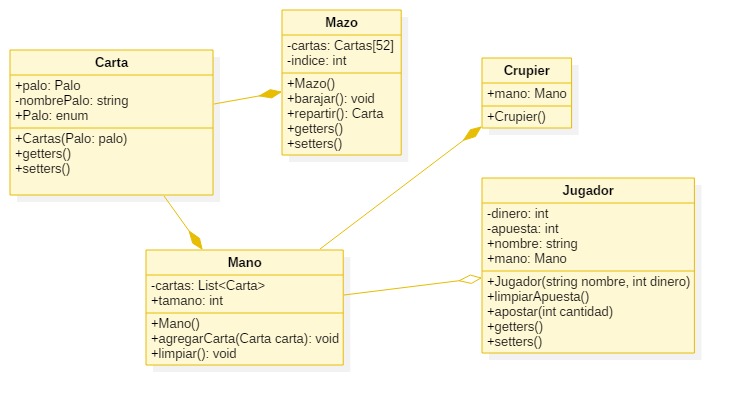 Mazo
-cartas: Cartas[52]
-indice: int
+Mazo()
+barajar(): void
+repartir(): Carta
+getters()
+setters()
Carta
+palo: Palo
-nombrePalo: string
+Palo: enum
+Cartas(Palo: palo)
+getters()
+setters()
Crupier
+mano: Mano
+Crupier()
Jugador
-dinero: int
-apuesta: int
+nombre: string
+mano: Mano
+Jugador(string nombre, int dinero)
+limpiarApuesta()
+apostar(int cantidad)
+getters()
+setters()
Mano
-cartas: List<Carta>
+tamano: int
+Mano()
+agregarCarta(Carta carta): void
+limpiar(): void